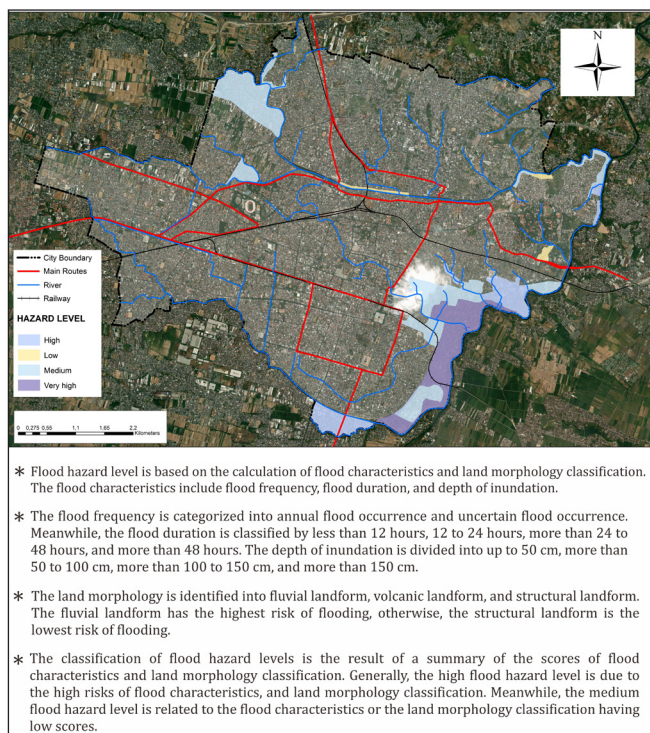 N
City Boundary
Main Routes
River
Railway
HAZARD LEVEL
High
Low
Medium
Very high
0 0,275 0,55 1,1 1,65 2,2
Kilometers
* Flood hazard level is based on the calculation of flood characteristics and land morphology classification.
The flood characteristics include flood frequency, flood duration, and depth of inundation.
* The flood frequency is categorized into annual flood occurrence and uncertain flood occurrence.
Meanwhile, the flood duration is classified by less than 12 hours, 12 to 24 hours, more than 24 to
48 hours, and more than 48 hours. The depth of inundation is divided into up to 50 cm, more than
50 to 100 cm, more than 100 to 150 cm, and more than 150 cm.
* The land morphology is identified into fluvial landform, volcanic landform, and structural landform.
The fluvial landform has the highest risk of flooding, otherwise, the structural landform is the
lowest risk of flooding.
* The classification of flood hazard levels is the result of a summary of the scores of flood
characteristics and land morphology classification. Generally, the high flood hazard level is due to
the high risks of flood characteristics, and land morphology classification. Meanwhile, the medium
flood hazard level is related to the flood characteristics or the land morphology classification having
low scores.